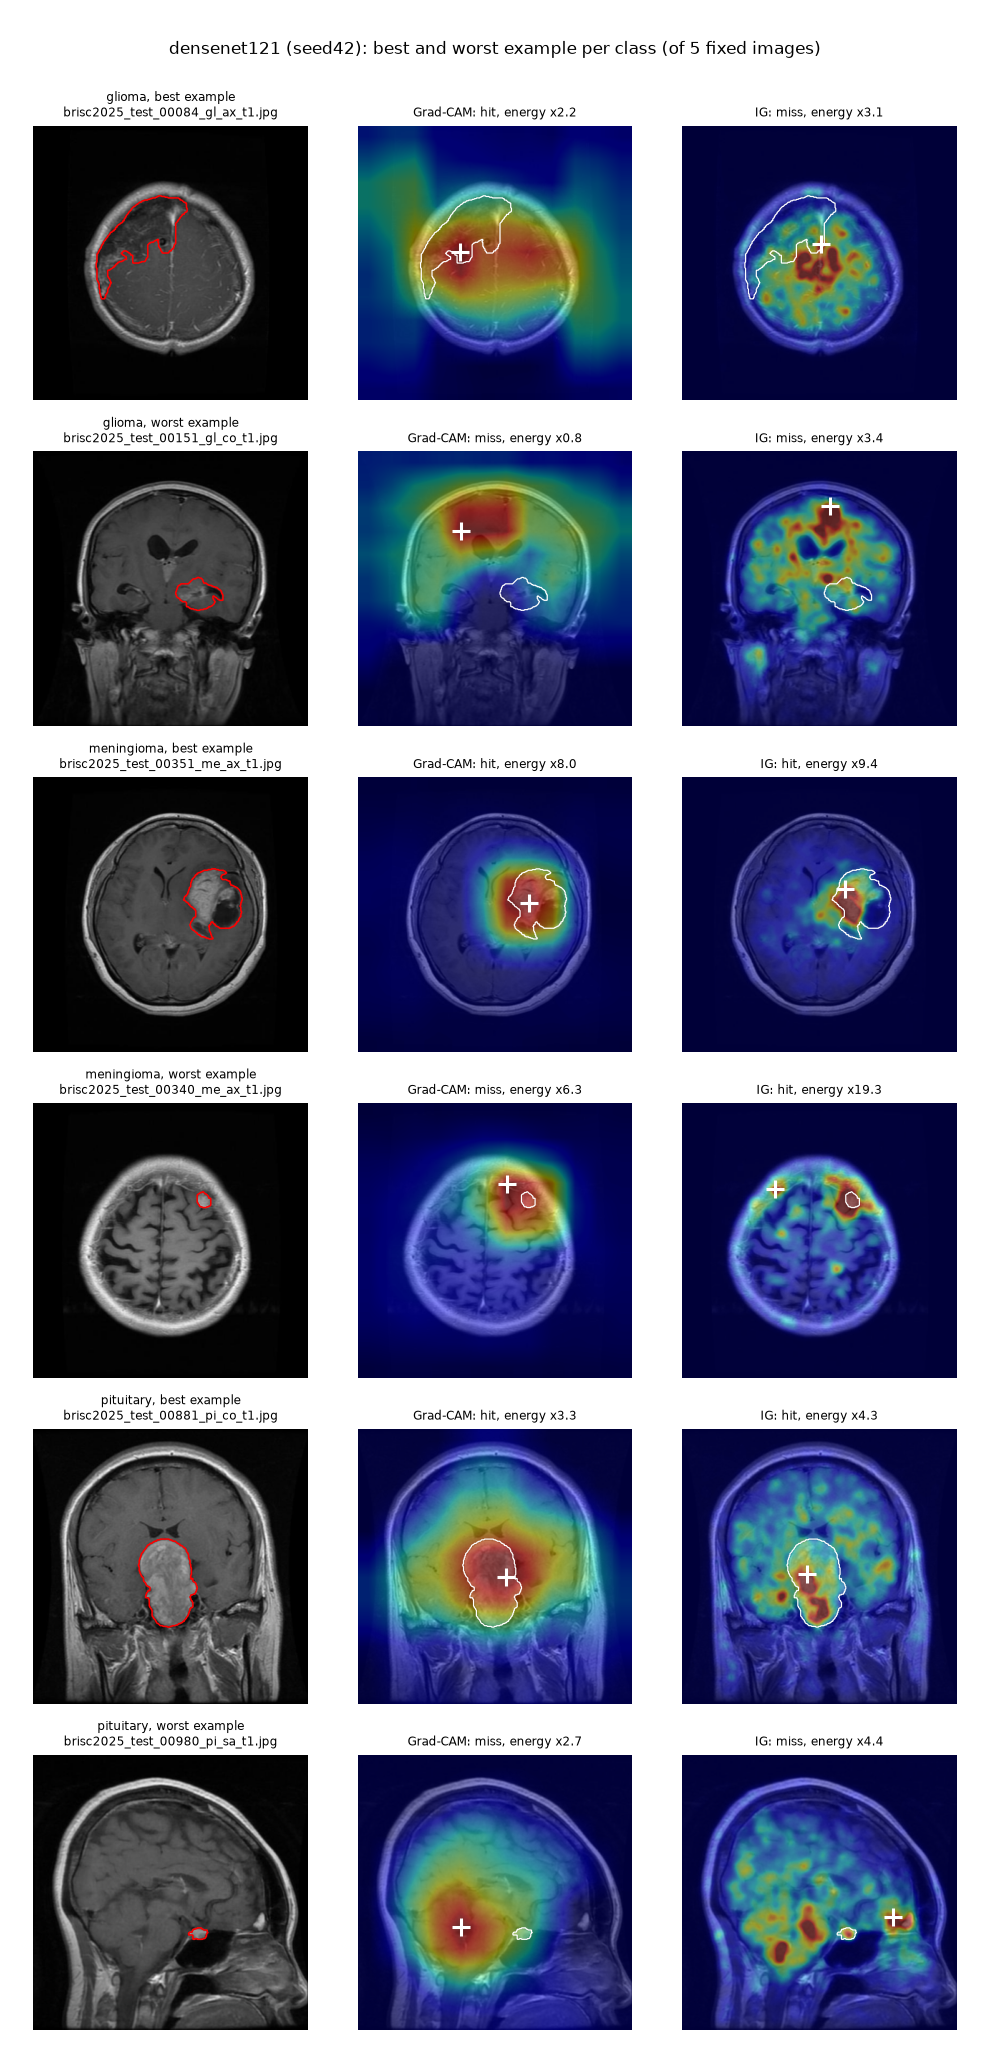 densenet121 (seed42): best and worst example per class (of 5 fixed images)
glioma, best example
brisc2025_test_00084_gl_ax_t1.jpg
Grad-CAM: hit, energy x2.2
IG: miss, energy x3.1
glioma, worst example
brisc2025_test_00151_gl_co_t1.jpg
Grad-CAM: miss, energy x0.8
IG: miss, energy x3.4
meningioma, best example
brisc2025_test_00351_me_ax_t1.jpg
Grad-CAM: hit, energy x8.0
IG: hit, energy x9.4
meningioma, worst example
brisc2025_test_00340_me_ax_t1.jpg
Grad-CAM: miss, energy x6.3
IG: hit, energy x19.3
pituitary, best example
brisc2025_test_00881_pi_co_t1.jpg
Grad-CAM: hit, energy x3.3
IG: hit, energy x4.3
pituitary, worst example
brisc2025_test_00980_pi_sa_t1.jpg
Grad-CAM: miss, energy x2.7
IG: miss, energy x4.4